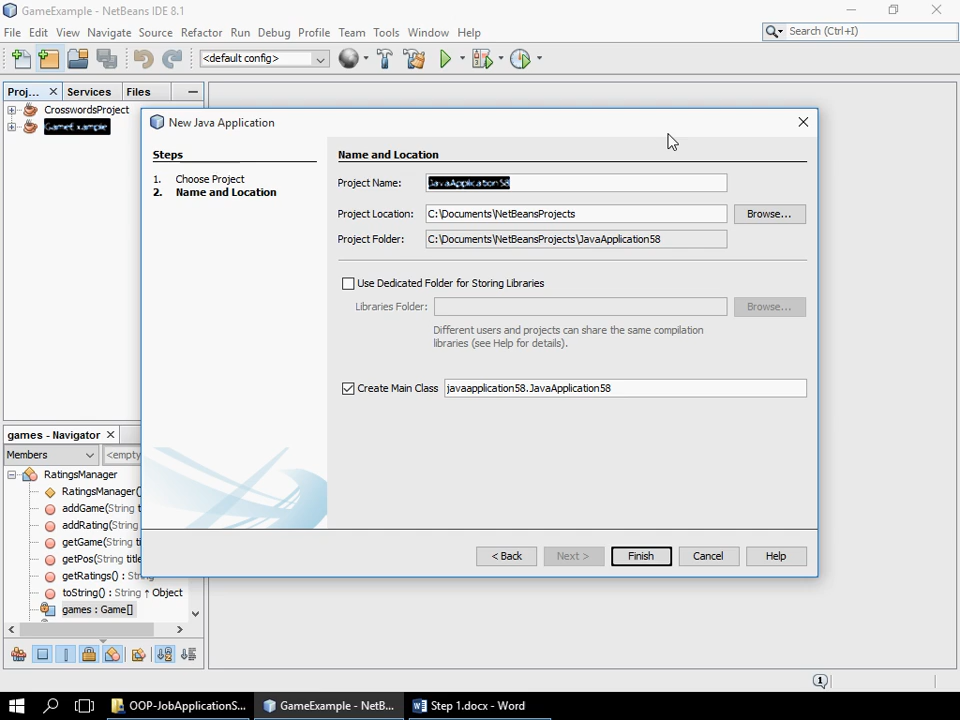 GameExample - NetBeans IDE 8.1
File Edit View Navigate Source Refactor Run Debug Profile Team Tools Window Help
Search (Ctrl+I)
<default config>
Proj... Services Files
CrosswordsProject
GameExample
New Java Application
Steps
1. Choose Project
2. Name and Location
Name and Location
Project Name: JavaApplication58
Project Location: C:\Documents\NetBeansProjects Browse...
Project Folder: C:\Documents\NetBeansProjects\JavaApplication58
Use Dedicated Folder for Storing Libraries
Libraries Folder: Browse...
Different users and projects can share the same compilation
libraries (see Help for details).
Create Main Class javaapplication58.JavaApplication58
< Back Next > Finish Cancel Help
games - Navigator
Members <empty
RatingsManager
RatingsManager()
addGame(String ti
addRating(String
getGame(String ti
getPos(String title
getRatings() : Stri
toString() : String ↑ Object
games : Game[]
1
OOP-JobApplicationS...
GameExample - NetB...
Step 1.docx - Word